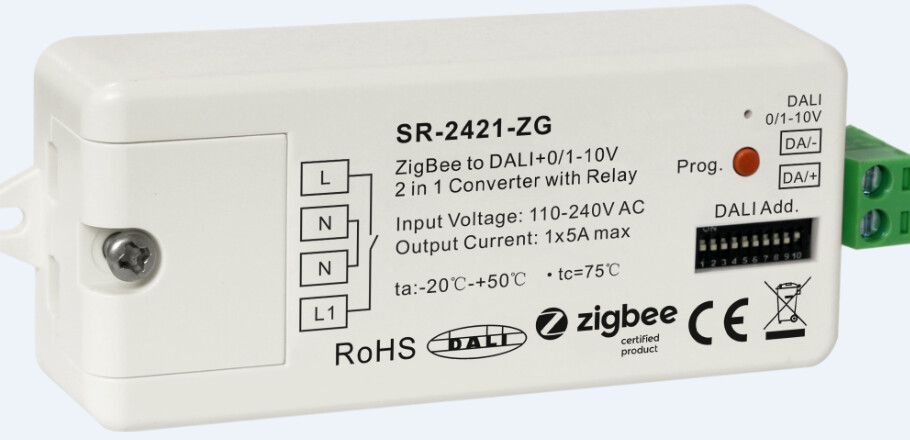 SR-2421-ZG
ZigBee to DALI+0/1-10V
2 in 1 Converter with Relay
Input Voltage: 110-240V AC
Output Current: 1x5A max
ta:-20℃-+50℃ • tc=75℃
L
N
N
L1
Prog.
DALI
0/1-10V
DA/-
DA/+
DALI Add.
ON
1 2 3 4 5 6 7 8 9 10
RoHS
DALI
zigbee
certified
product
CE